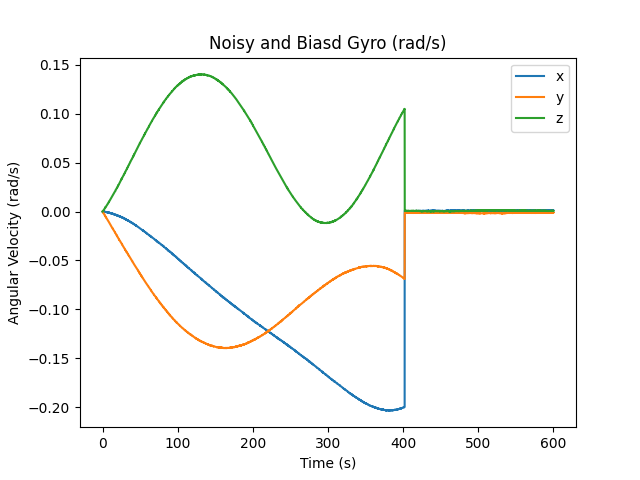 Noisy and Biasd Gyro (rad/s)
0.15
0.10
0.05
0.00
−0.05
−0.10
−0.15
−0.20
Angular Velocity (rad/s)
x
y
z
0 100 200 300 400 500 600
Time (s)